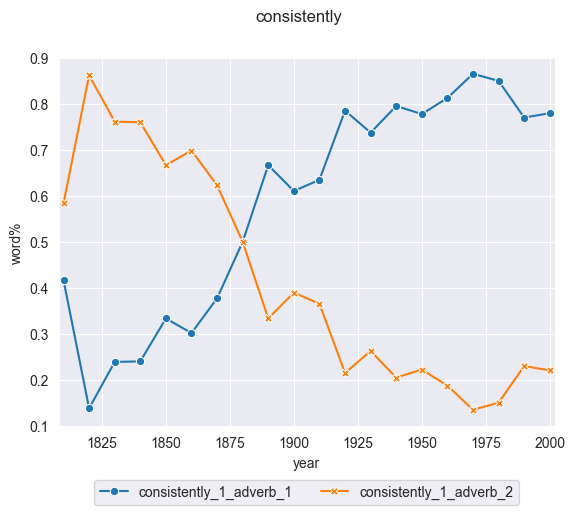 consistently
0.9
0.8
0.7
0.6
0.5
0.4
0.3
0.2
0.1
word%
1825 1850 1875 1900 1925 1950 1975 2000
year
consistently_1_adverb_1 consistently_1_adverb_2